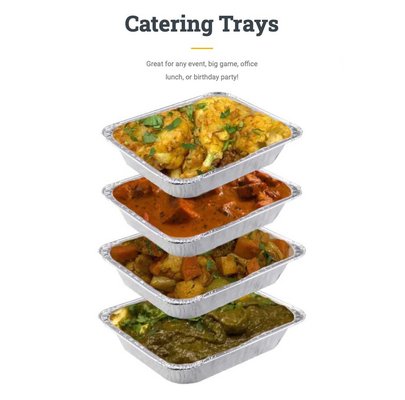 Catering Trays
Great for any event, big game, office
lunch, or birthday party!